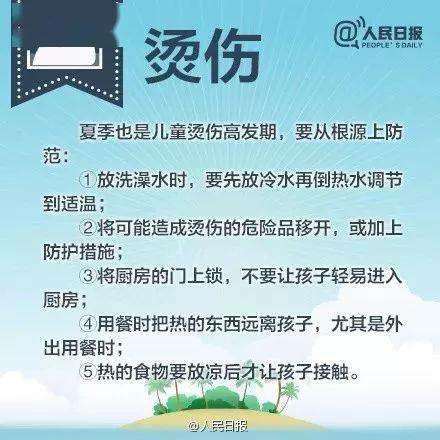 @人民日报
PEOPLE'S DAILY
烫伤
夏季也是儿童烫伤高发期，要从根源上防
范：
①放洗澡水时，要先放冷水再倒热水调节
到适温；
②将可能造成烫伤的危险品移开，或加上
防护措施；
③将厨房的门上锁，不要让孩子轻易进入
厨房；
④用餐时把热的东西远离孩子，尤其是外
出用餐时；
⑤热的食物要放凉后才让孩子接触。
@人民日报